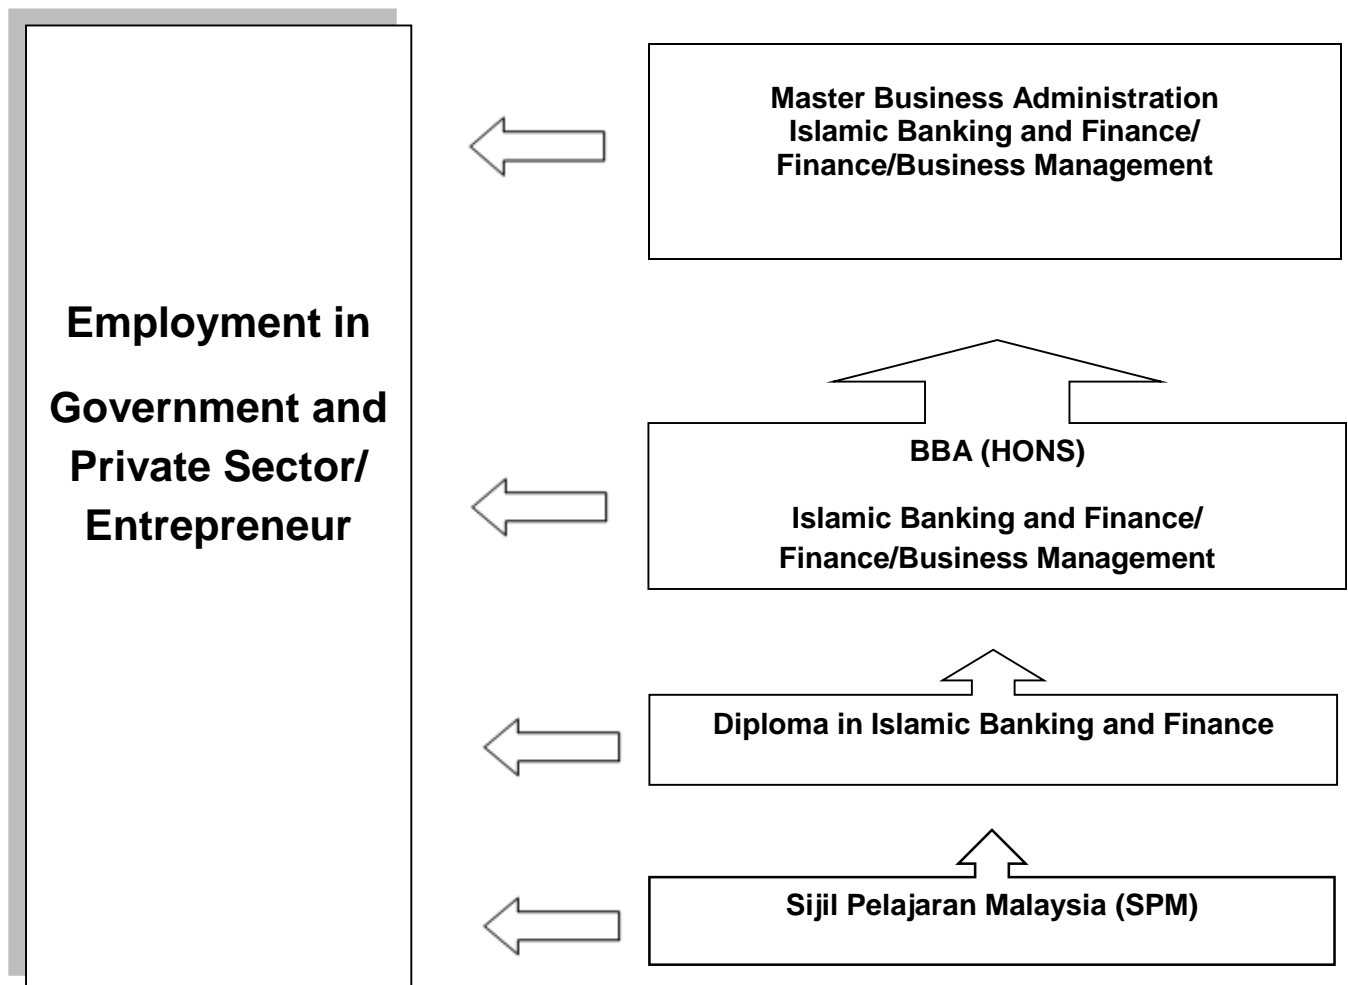 Employment in
Government and
Private Sector/
Entrepreneur
Master Business Administration
Islamic Banking and Finance/
Finance/Business Management
BBA (HONS)
Islamic Banking and Finance/
Finance/Business Management
Diploma in Islamic Banking and Finance
Sijil Pelajaran Malaysia (SPM)